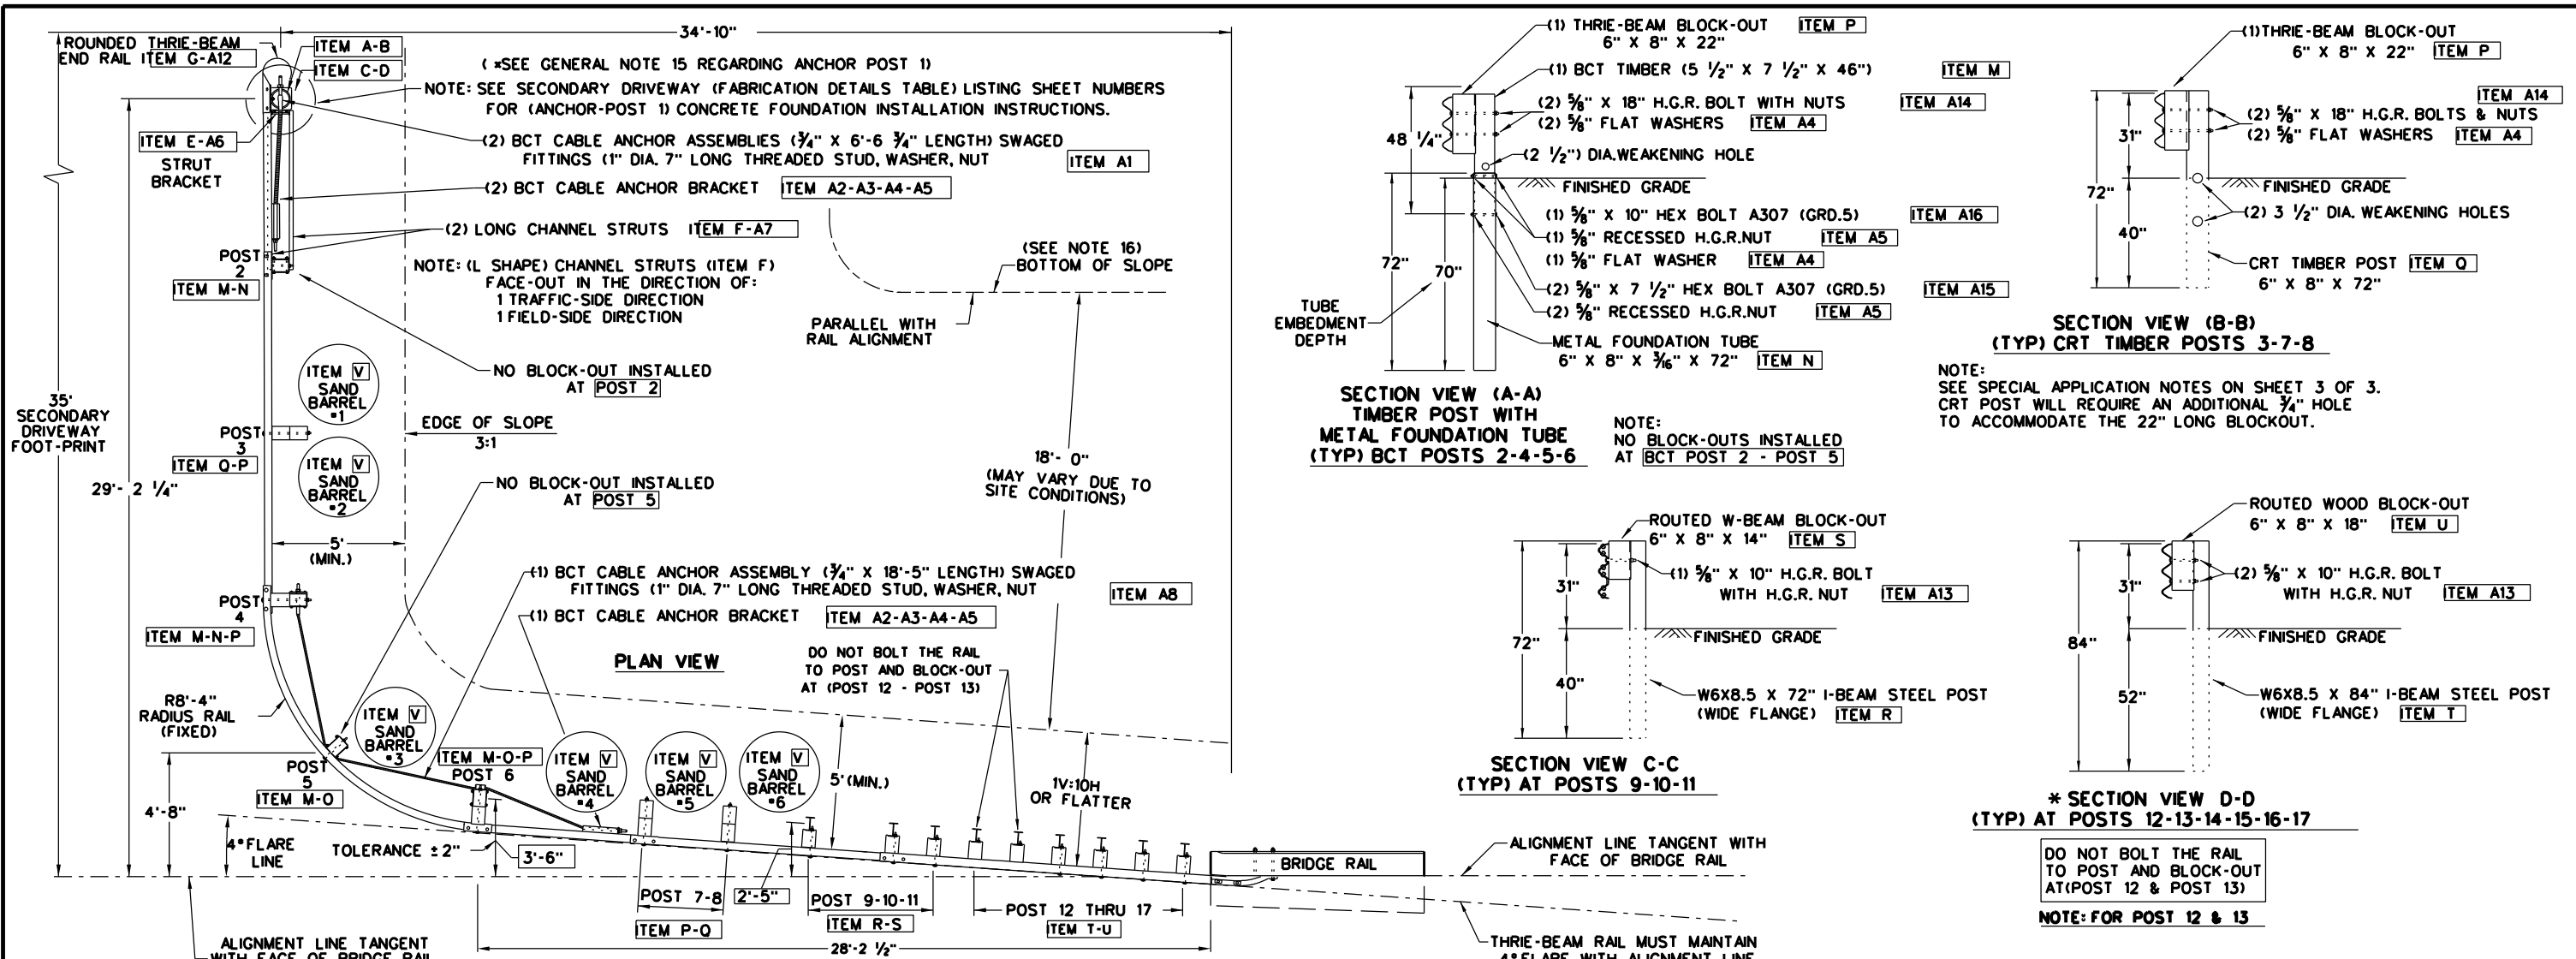 34'-10"
ROUNDED THRIE-BEAM
END RAIL ITEM G-A12
ITEM A-B
ITEM C-D
( *SEE GENERAL NOTE 15 REGARDING ANCHOR POST 1)
NOTE: SEE SECONDARY DRIVEWAY (FABRICATION DETAILS TABLE) LISTING SHEET NUMBERS
FOR (ANCHOR-POST 1) CONCRETE FOUNDATION INSTALLATION INSTRUCTIONS.
ITEM E-A6
STRUT
BRACKET
(2) BCT CABLE ANCHOR ASSEMBLIES (¾" X 6'-6 ¾" LENGTH) SWAGED
FITTINGS (1" DIA. 7" LONG THREADED STUD, WASHER, NUT
ITEM A1
(2) BCT CABLE ANCHOR BRACKET
ITEM A2-A3-A4-A5
(2) LONG CHANNEL STRUTS ITEM F-A7
POST
2
ITEM M-N
NOTE: (L SHAPE) CHANNEL STRUTS (ITEM F)
FACE-OUT IN THE DIRECTION OF:
1 TRAFFIC-SIDE DIRECTION
1 FIELD-SIDE DIRECTION
(SEE NOTE 16)
BOTTOM OF SLOPE
PARALLEL WITH
RAIL ALIGNMENT
NO BLOCK-OUT INSTALLED
AT POST 2
ITEM V
SAND
BARREL
#1
35'
SECONDARY
DRIVEWAY
FOOT-PRINT
POST
3
ITEM Q-P
EDGE OF SLOPE
3:1
ITEM V
SAND
BARREL
#2
29'- 2 ¼"
NO BLOCK-OUT INSTALLED
AT POST 5
18'- 0"
(MAY VARY DUE TO
SITE CONDITIONS)
5'
(MIN.)
(1) BCT CABLE ANCHOR ASSEMBLY (¾" X 18'-5" LENGTH) SWAGED
FITTINGS (1" DIA. 7" LONG THREADED STUD, WASHER, NUT
ITEM A8
(1) BCT CABLE ANCHOR BRACKET
ITEM A2-A3-A4-A5
POST
4
ITEM M-N-P
PLAN VIEW
DO NOT BOLT THE RAIL
TO POST AND BLOCK-OUT
AT (POST 12 - POST 13)
R8'-4"
RADIUS RAIL
(FIXED)
ITEM V
SAND
BARREL
#3
ITEM M-O-P
POST 6
ITEM V
SAND
BARREL
#4
ITEM V
SAND
BARREL
#5
ITEM V
SAND
BARREL
#6
5' (MIN.)
1V:10H
OR FLATTER
POST
5
ITEM M-O
4'-8"
4° FLARE
LINE
TOLERANCE ± 2"
3'-6"
BRIDGE RAIL
ALIGNMENT LINE TANGENT WITH
FACE OF BRIDGE RAIL
POST 7-8
ITEM P-Q
2'-5"
POST 9-10-11
ITEM R-S
POST 12 THRU 17
ITEM T-U
28'-2 ½"
ALIGNMENT LINE TANGENT
WITH FACE OF BRIDGE RAIL
THRIE-BEAM RAIL MUST MAINTAIN
4° FLARE WITH ALIGNMENT LINE
(1) THRIE-BEAM BLOCK-OUT ITEM P
6" X 8" X 22"
(1) BCT TIMBER (5 ½" X 7 ½" X 46") ITEM M
(2) ⅝" X 18" H.G.R. BOLT WITH NUTS ITEM A14
(2) ⅝" FLAT WASHERS ITEM A4
48 ¼"
(2 ½") DIA. WEAKENING HOLE
FINISHED GRADE
(1) ⅝" X 10" HEX BOLT A307 (GRD.5) ITEM A16
(1) ⅝" RECESSED H.G.R.NUT ITEM A5
(1) ⅝" FLAT WASHER ITEM A4
72"
70"
(2) ⅝" X 7 ½" HEX BOLT A307 (GRD.5) ITEM A15
(2) ⅝" RECESSED H.G.R.NUT ITEM A5
TUBE
EMBEDMENT
DEPTH
METAL FOUNDATION TUBE
6" X 8" X 3/16" X 72" ITEM N
SECTION VIEW (A-A)
TIMBER POST WITH
METAL FOUNDATION TUBE
(TYP) BCT POSTS 2-4-5-6
NOTE:
NO BLOCK-OUTS INSTALLED
AT BCT POST 2 - POST 5
(1)THRIE-BEAM BLOCK-OUT
6" X 8" X 22" ITEM P
ITEM A14
(2) ⅝" X 18" H.G.R. BOLTS & NUTS
(2) ⅝" FLAT WASHERS ITEM A4
31"
72"
FINISHED GRADE
(2) 3 ½" DIA. WEAKENING HOLES
40"
CRT TIMBER POST ITEM Q
6" X 8" X 72"
SECTION VIEW (B-B)
(TYP) CRT TIMBER POSTS 3-7-8
NOTE:
SEE SPECIAL APPLICATION NOTES ON SHEET 3 OF 3.
CRT POST WILL REQUIRE AN ADDITIONAL ¾" HOLE
TO ACCOMMODATE THE 22" LONG BLOCKOUT.
ROUTED W-BEAM BLOCK-OUT
6" X 8" X 14" ITEM S
(1) ⅝" X 10" H.G.R. BOLT
WITH H.G.R. NUT ITEM A13
31"
72"
FINISHED GRADE
40"
W6X8.5 X 72" I-BEAM STEEL POST
(WIDE FLANGE) ITEM R
SECTION VIEW C-C
(TYP) AT POSTS 9-10-11
ROUTED WOOD BLOCK-OUT
6" X 8" X 18" ITEM U
(2) ⅝" X 10" H.G.R. BOLT
WITH H.G.R. NUT ITEM A13
31"
84"
FINISHED GRADE
52"
W6X8.5 X 84" I-BEAM STEEL POST
(WIDE FLANGE) ITEM T
* SECTION VIEW D-D
(TYP) AT POSTS 12-13-14-15-16-17
DO NOT BOLT THE RAIL
TO POST AND BLOCK-OUT
AT(POST 12 & POST 13)
NOTE: FOR POST 12 & 13